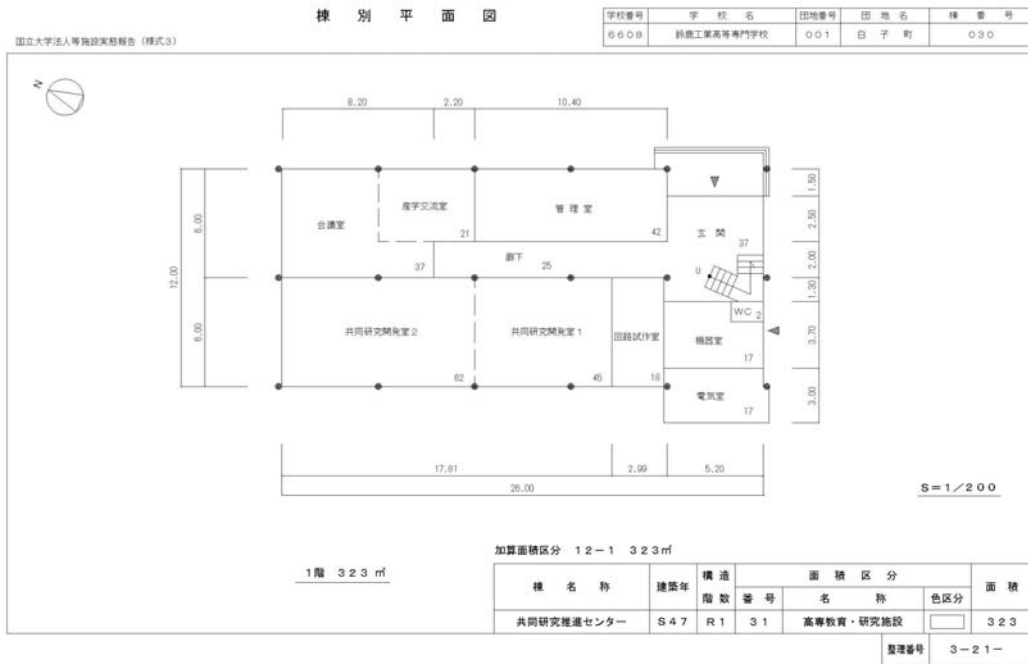 棟別平面図
学校番号 学校名 団地番号 団地名 棟番号
6608 鈴鹿工業高等専門学校 001 白子町 030
国立大学法人等施設実態報告（様式3）
N
8.20 2.20 10.40
会議室
37
産学交流室
21
管理室
42
玄関
37
廊下
25
U
共同研究開発室2
62
共同研究開発室1
45
回路試作室
18
WC 2
機器室
17
電気室
17
12.00
6.00
6.00
1.50
2.50
2.00
1.30
3.70
3.00
17.81 2.99 5.20
26.00
S=1/200
1階 323㎡
加算面積区分 12-1 323㎡
棟名称 建築年 構造階数 面積区分 面積
番号 名称 色区分
共同研究推進センター S47 R1 31 高専教育・研究施設 323
整理番号 3-21-